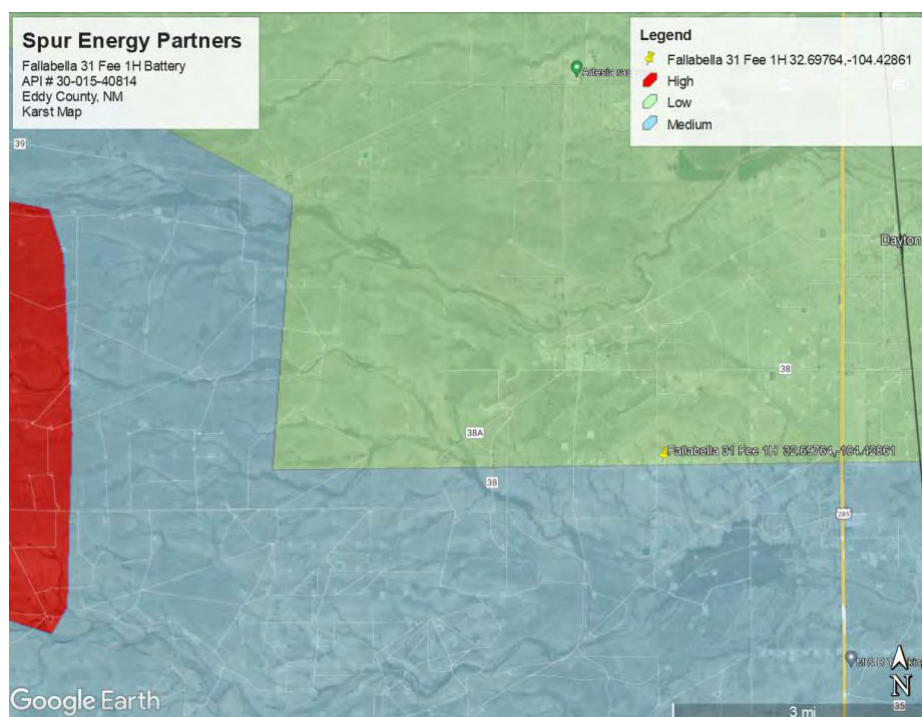 Spur Energy Partners
Fallabella 31 Fee 1H Battery
API # 30-015-40814
Eddy County, NM
Karst Map
Legend
Fallabella 31 Fee 1H 32.69764,-104.42861
High
Low
Medium
39
Artesia
Dayton
38
38A
Fallabella 31 Fee 1H 32.69764,-104.42861
38
285
M & R
N
35
3 mi
Google Earth